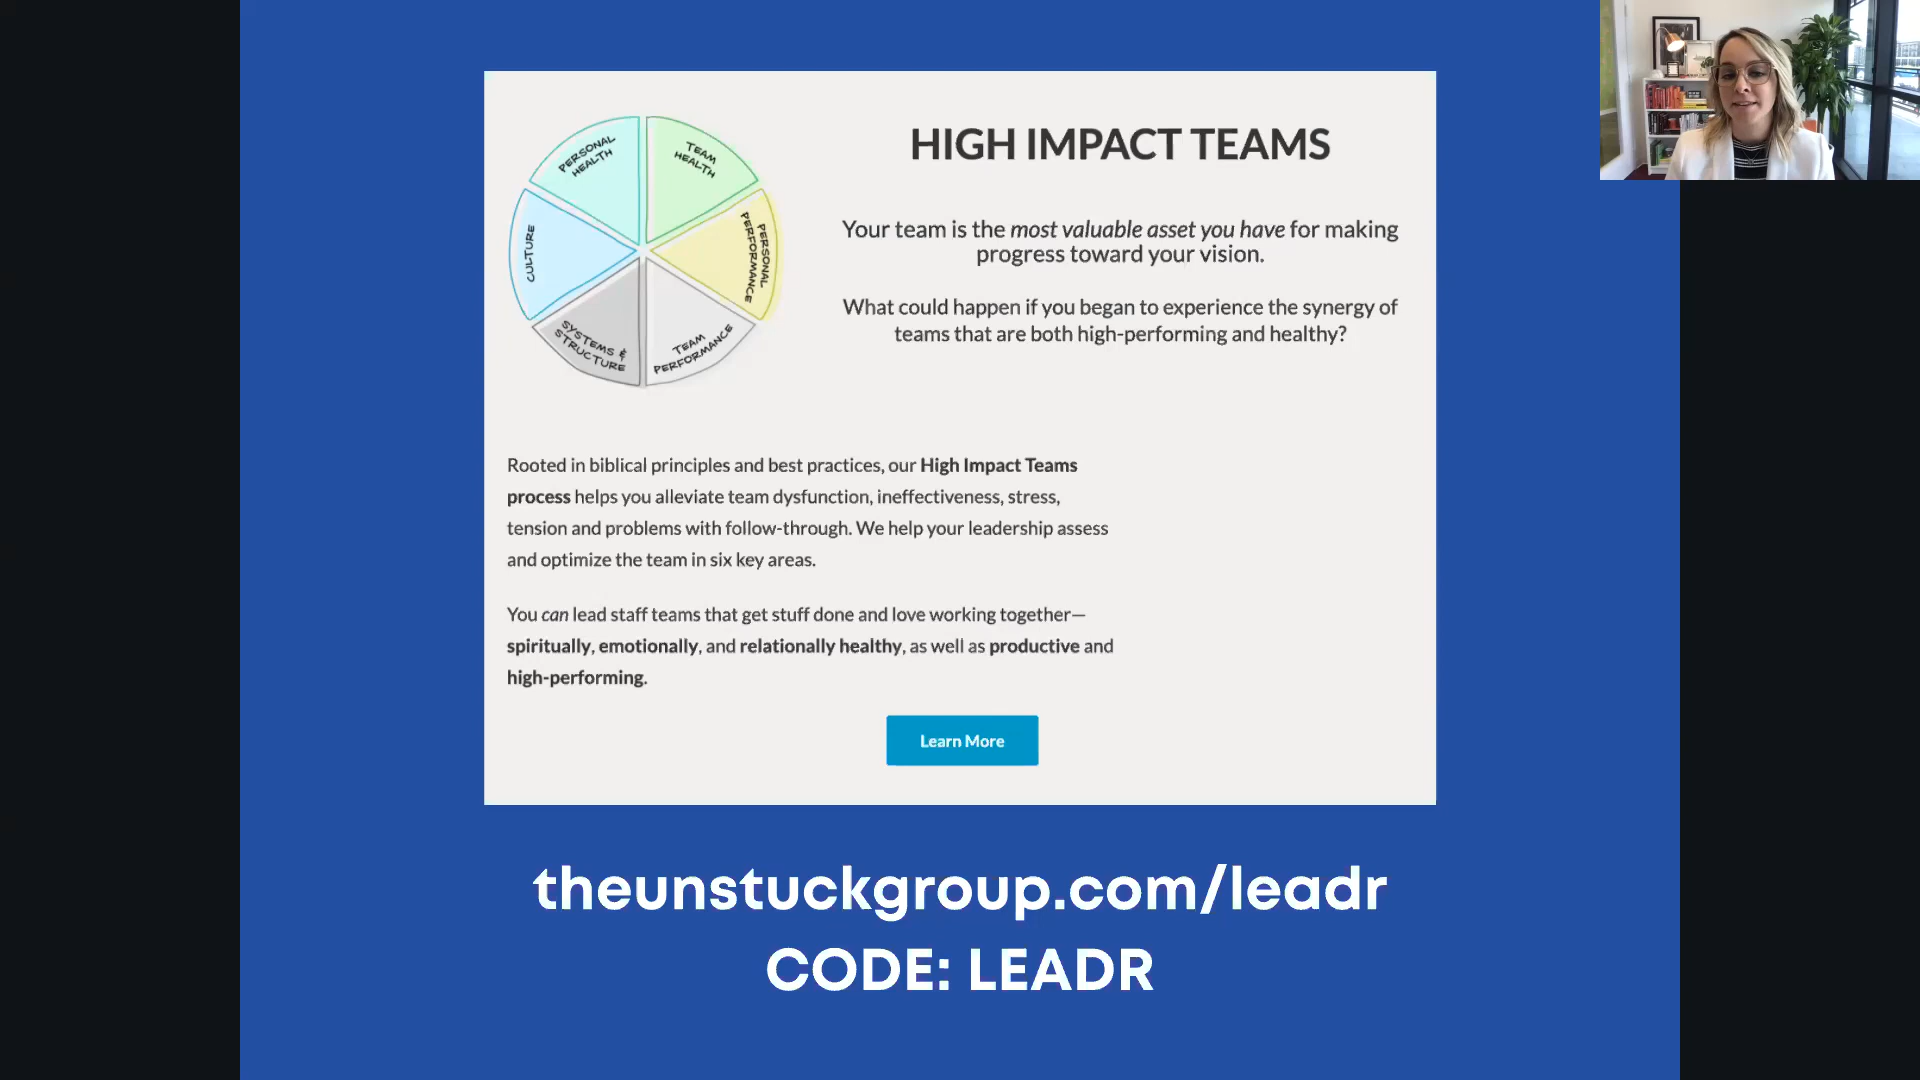 PERSONAL
HEALTH
TEAM
HEALTH
PERSONAL
PERFORMANCE
TEAM
PERFORMANCE
SYSTEMS &
STRUCTURE
CULTURE
HIGH IMPACT TEAMS
Your team is the most valuable asset you have for making
progress toward your vision.
What could happen if you began to experience the synergy of
teams that are both high-performing and healthy?
Rooted in biblical principles and best practices, our High Impact Teams
process helps you alleviate team dysfunction, ineffectiveness, stress,
tension and problems with follow-through. We help your leadership assess
and optimize the team in six key areas.
You can lead staff teams that get stuff done and love working together—
spiritually, emotionally, and relationally healthy, as well as productive and
high-performing.
Learn More
theunstuckgroup.com/leadr
CODE: LEADR